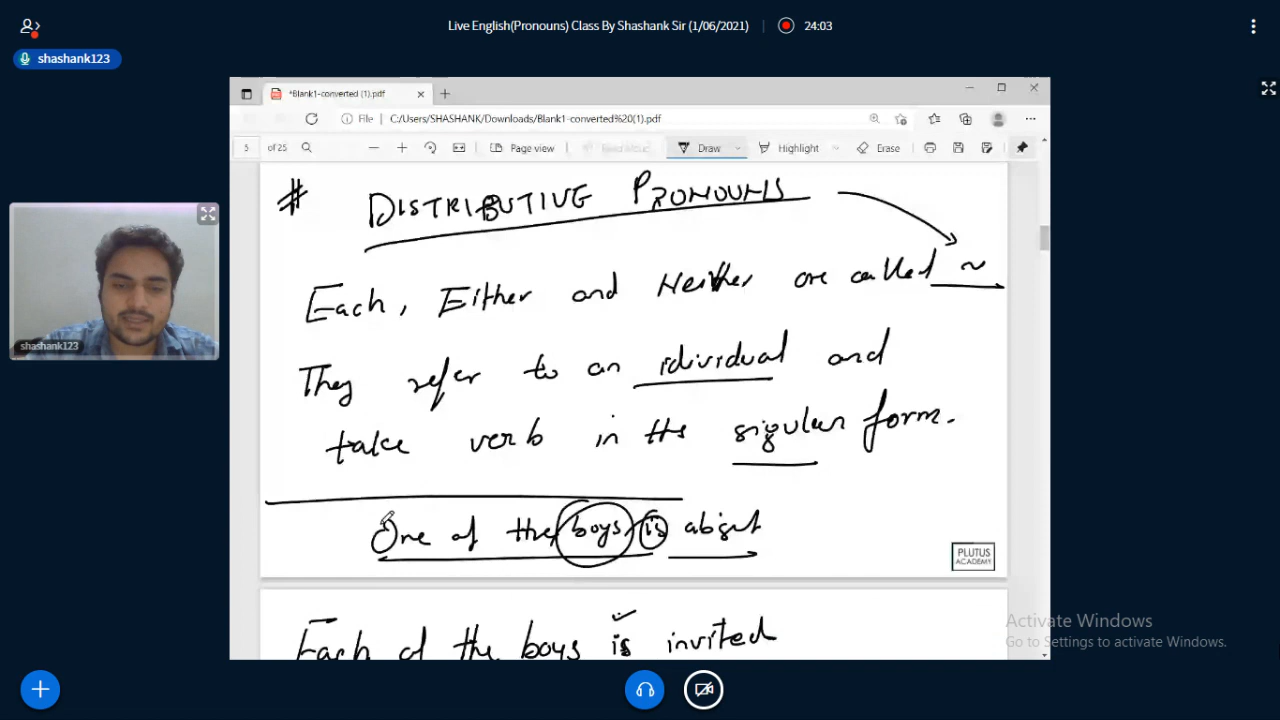 Live English(Pronouns) Class By Shashank Sir (1/06/2021)
24:03
shashank123
*Blank1-converted (1).pdf
File
C:/Users/SHASHANK/Downloads/Blank1-converted%20(1).pdf
5 of 25
Page view
Draw
Highlight
Erase
# DISTRIBUTIVE PRONOUNS
Each, Either and Neither are called ~
They refer to an idividual and
take verb in the sigular form.
One of the boys is absent
PLUTUS
ACADEMY
Each of the boys is invited
shashank123
Activate Windows
Go to Settings to activate Windows.